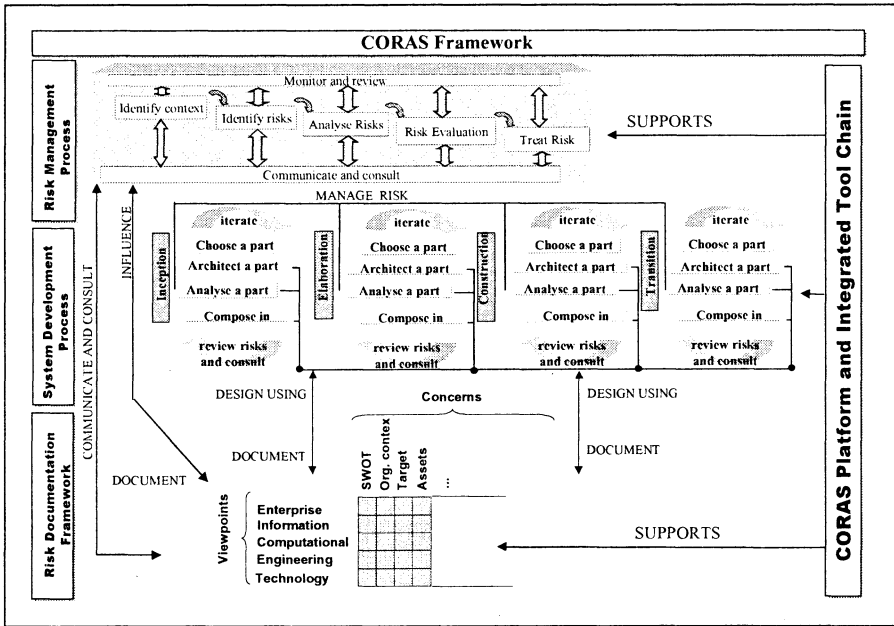 CORAS Framework
Risk Management
Process
Monitor and review
Identify context
Identify risks
Analyse Risks
Risk Evaluation
Treat Risk
Communicate and consult
SUPPORTS
MANAGE RISK
System Development
Process
COMMUNICATE AND CONSULT
INFLUENCE
Inception
iterate
Choose a part
Architect a part
Analyse a part
Compose in
review risks
and consult
Elaboration
iterate
Choose a part
Architect a part
Analyse a part
Compose in
review risks
and consult
Construction
iterate
Choose a part
Architect a part
Analyse a part
Compose in
review risks
and consult
Transition
iterate
Choose a part
Architect a part
Analyse a part
Compose in
review risks
and consult
DESIGN USING
DESIGN USING
Risk Documentation
Framework
DOCUMENT
DOCUMENT
DOCUMENT
Concerns
SWOT
Org. contex
Target
Assets
...
Viewpoints
Enterprise
Information
Computational
Engineering
Technology
SUPPORTS
CORAS Platform and Integrated Tool Chain